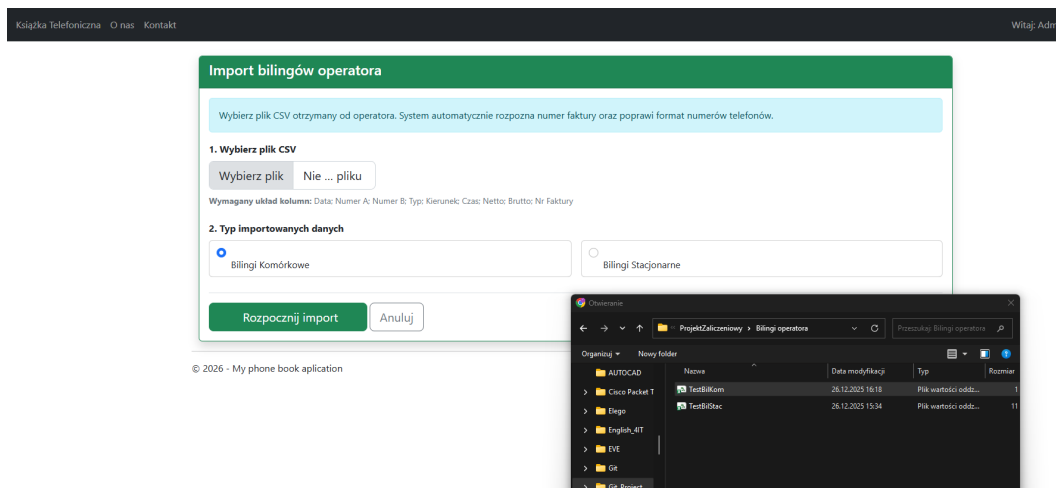 Książka Telefoniczna O nas Kontakt Witaj: Adm
Import bilingów operatora
Wybierz plik CSV otrzymany od operatora. System automatycznie rozpozna numer faktury oraz poprawi format numerów telefonów.
1. Wybierz plik CSV
Wybierz plik Nie ... pliku
Wymagany układ kolumn: Data; Numer A; Numer B; Typ; Kierunek; Czas; Netto; Brutto; Nr Faktury
2. Typ importowanych danych
Bilingi Komórkowe
Bilingi Stacjonarne
Rozpocznij import Anuluj
© 2026 - My phone book aplication
Otwieranie
ProjektZaliczeniowy > Bilingi operatora Przeszukaj: Bilingi operatora
Organizuj Nowy folder
Nazwa Data modyfikacji Typ Rozmiar
AUTOCAD
Cisco Packet T
Elego
English_4IT
EVE
Git
Git_Project
TestBilKom 26.12.2025 16:18 Plik wartości oddz... 1
TestBilStac 26.12.2025 15:34 Plik wartości oddz... 11